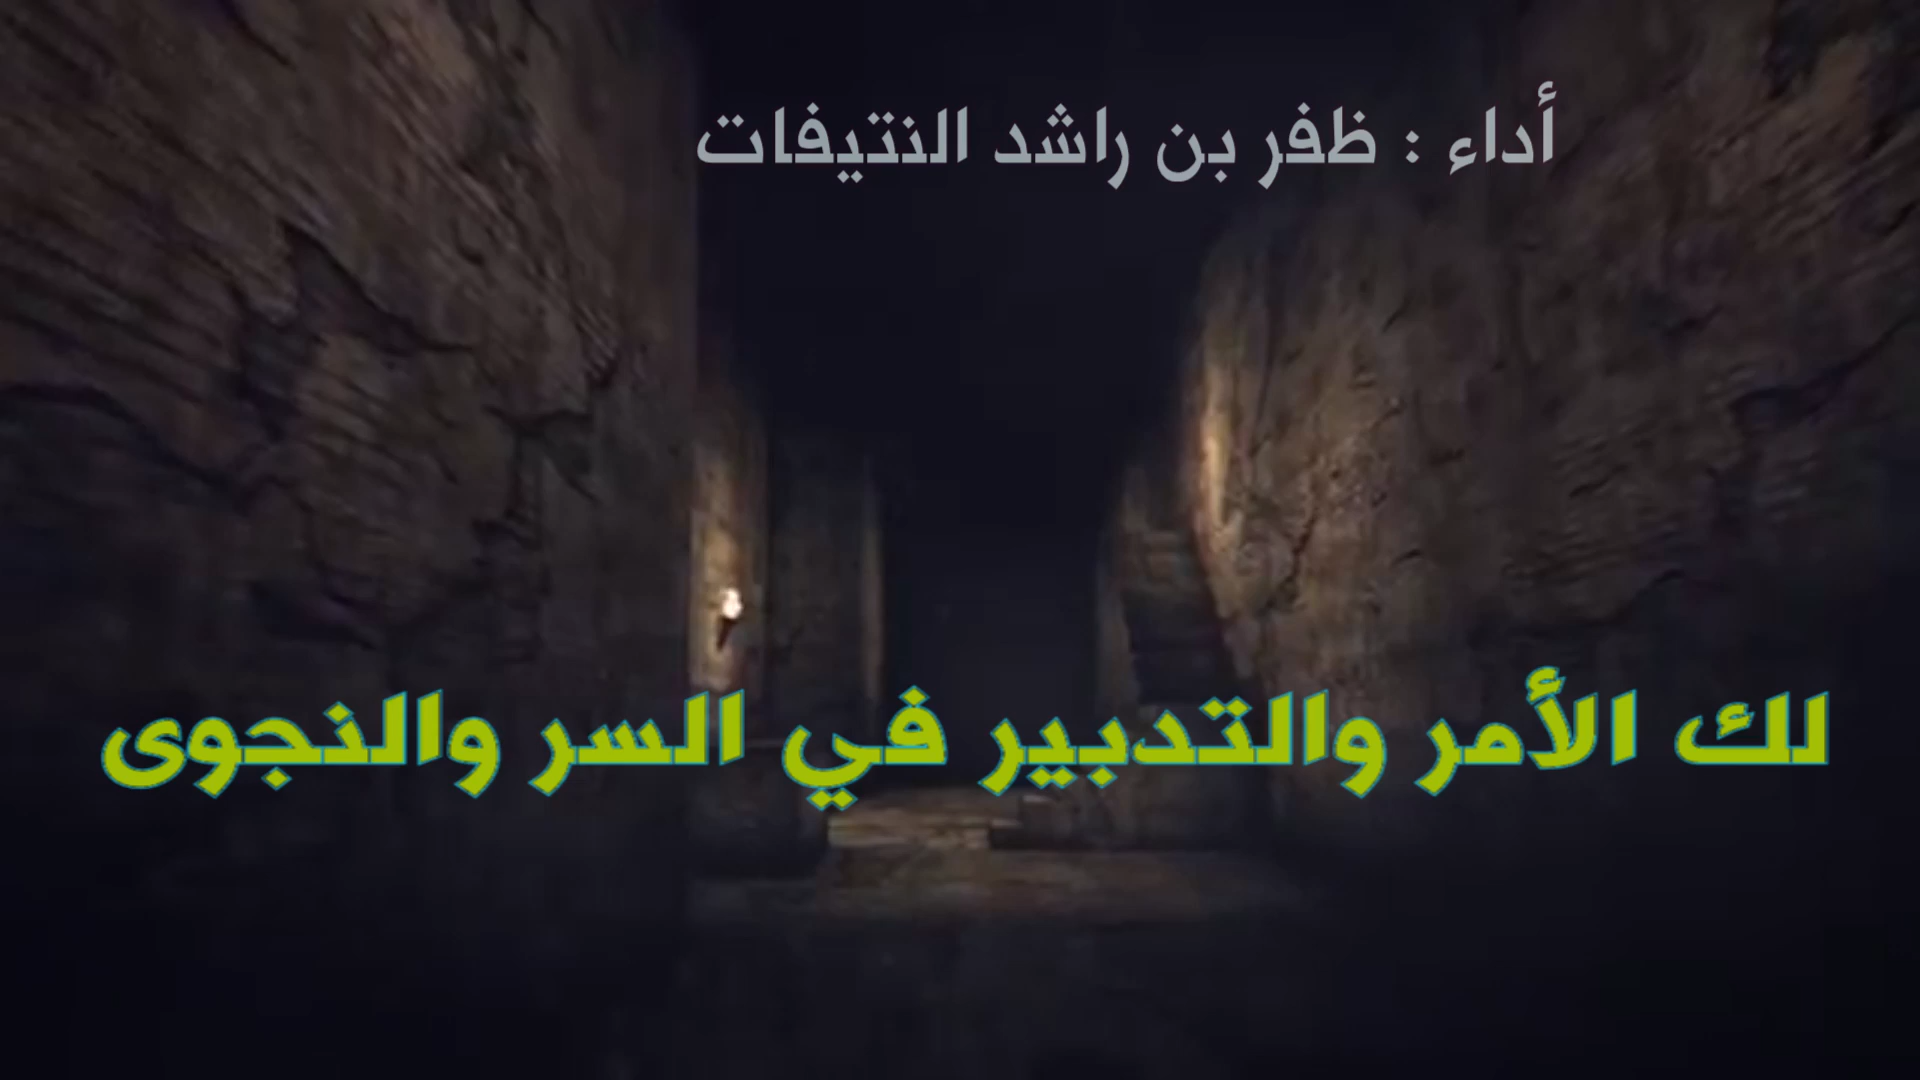 أداء : ظفر بن راشد النتيفات
لك الأمر والتدبير في السر والنجوى